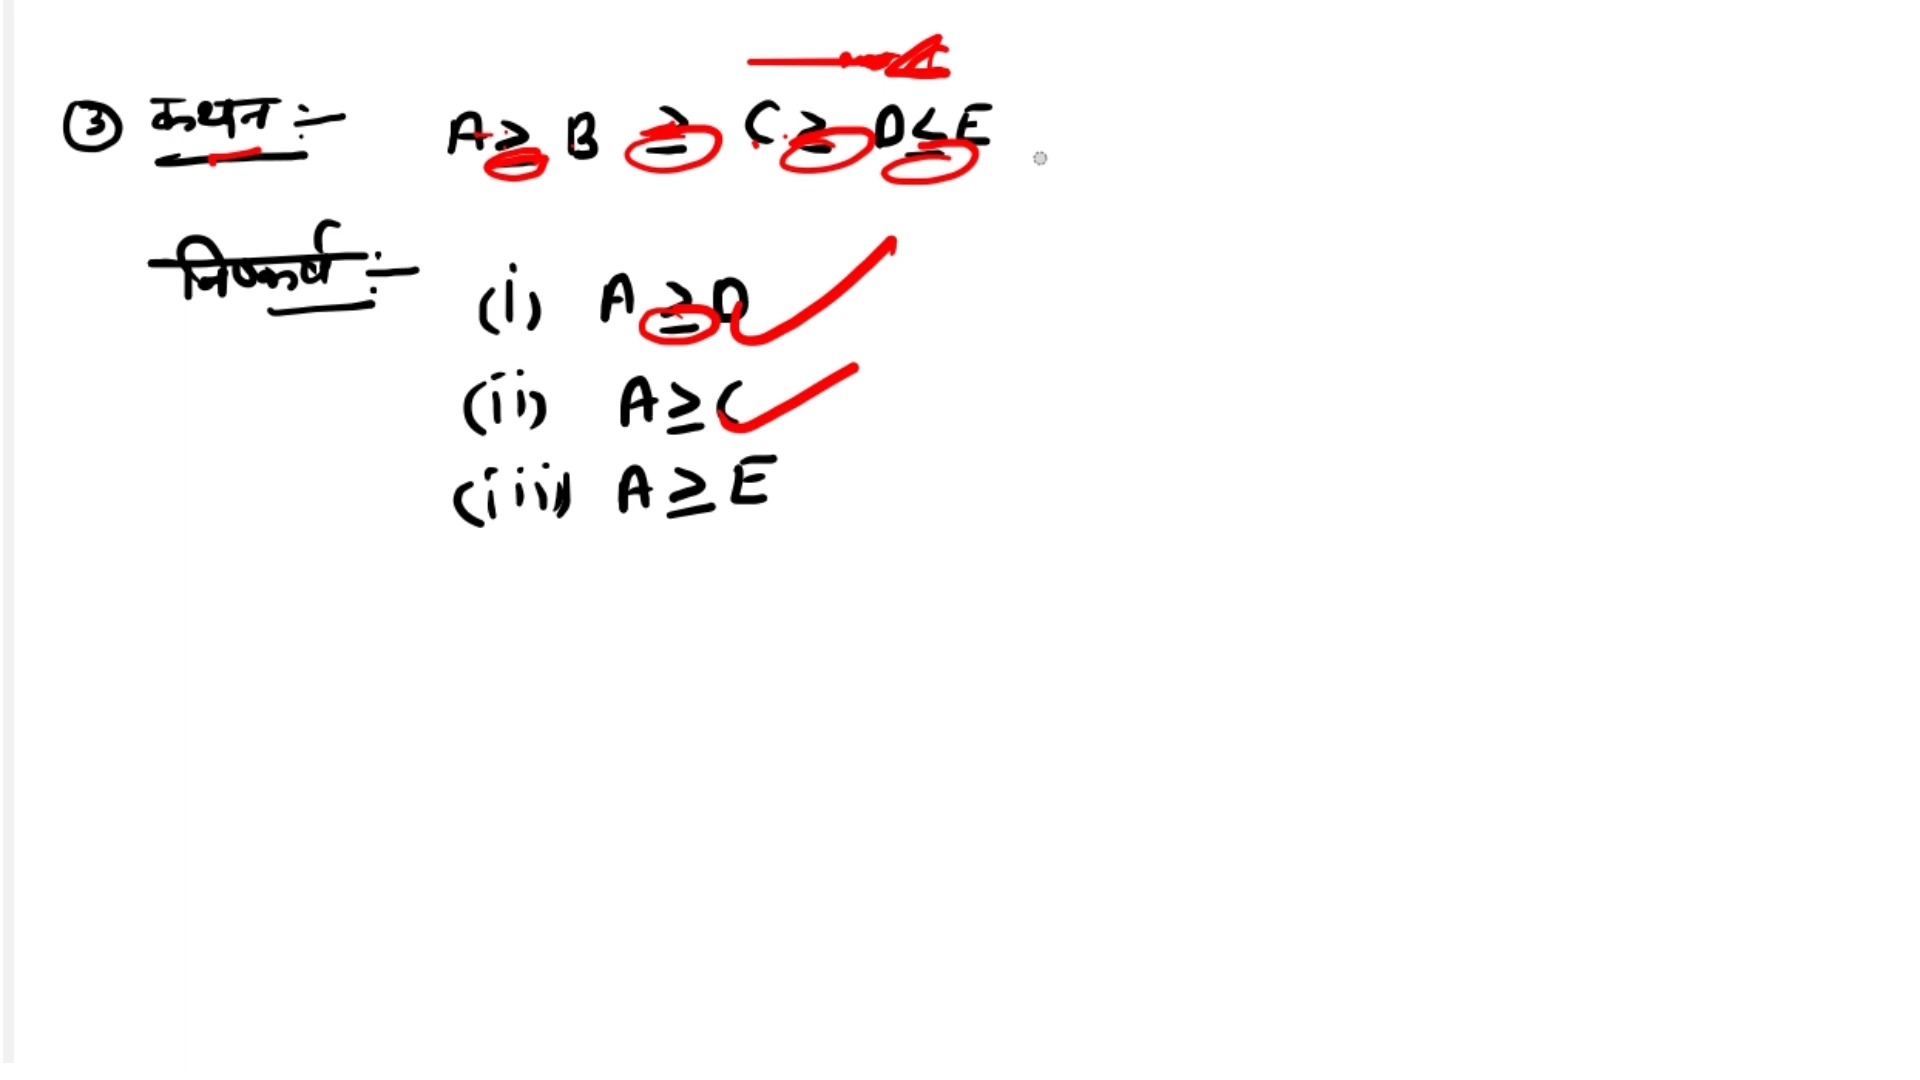 ③ कथन :- A ≥ B ≥ C ≥ D ≤ E
निष्कर्ष :-
(i) A ≥ D
(ii) A ≥ C
(iii) A ≥ E